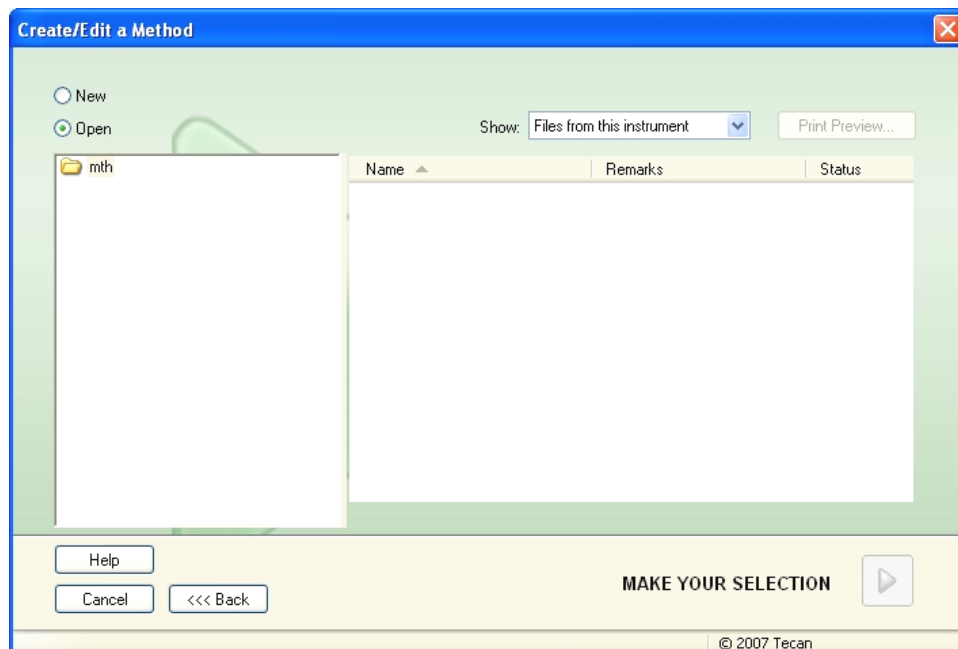 Create/Edit a Method
New
Open
Show: Files from this instrument Print Preview...
mth
Name Remarks Status
Help
Cancel <<< Back
MAKE YOUR SELECTION
© 2007 Tecan